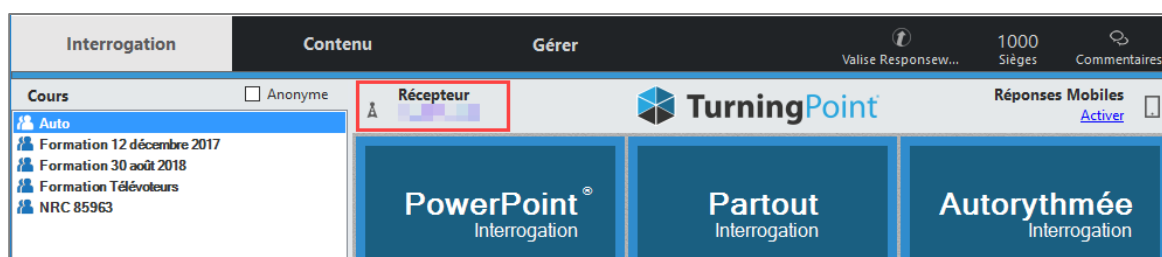 Interrogation
Contenu
Gérer
Valise Responsew...
1000
Sièges
Commentaires
Cours
Anonyme
Récepteur
TurningPoint
Réponses Mobiles
Activer
Auto
Formation 12 décembre 2017
Formation 30 août 2018
Formation Télévoteurs
NRC 85963
PowerPoint®
Interrogation
Partout
Interrogation
Autorythmée
Interrogation